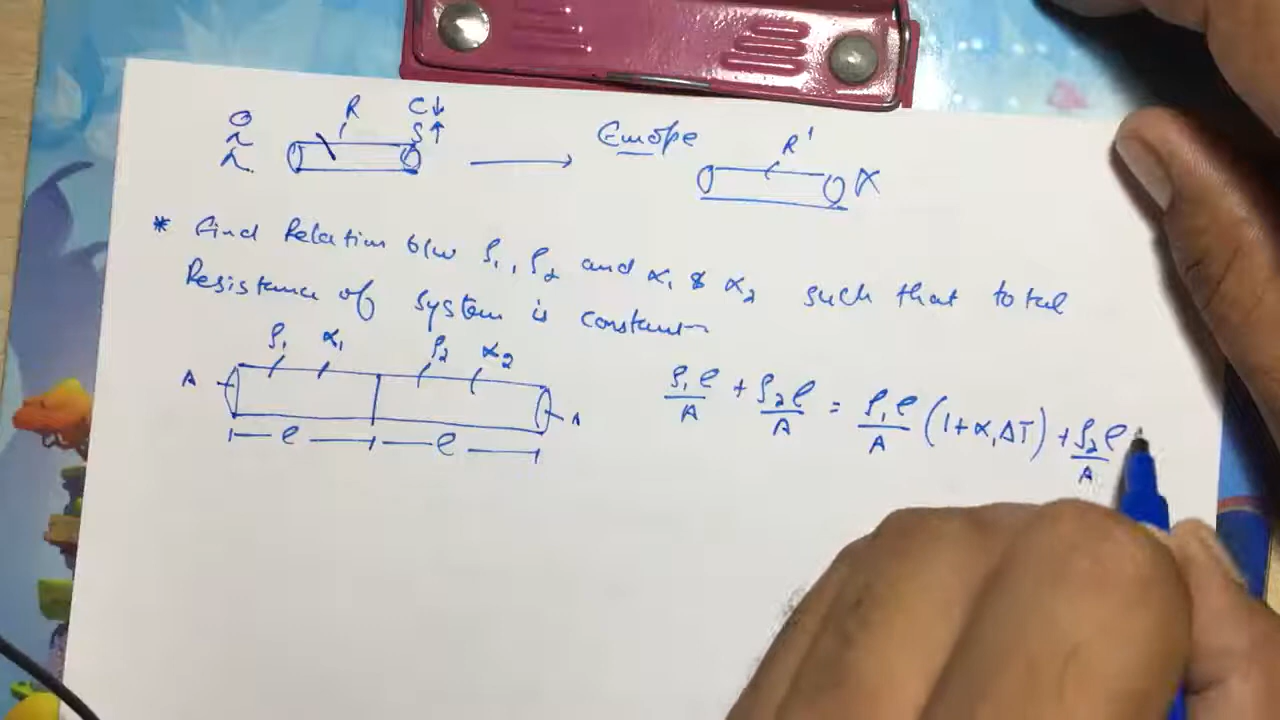 R C↓
S↑
Europe R'
α
* Find Relation b/w ρ₁, ρ₂ and α₁ & α₂ such that total
Resistance of system is constant
ρ₁ α₁ ρ₂ α₂
A A
ℓ ℓ
ρ₁ℓ/A + ρ₂ℓ/A = ρ₁ℓ/A (1+α₁ΔT) + ρ₂ℓ/A